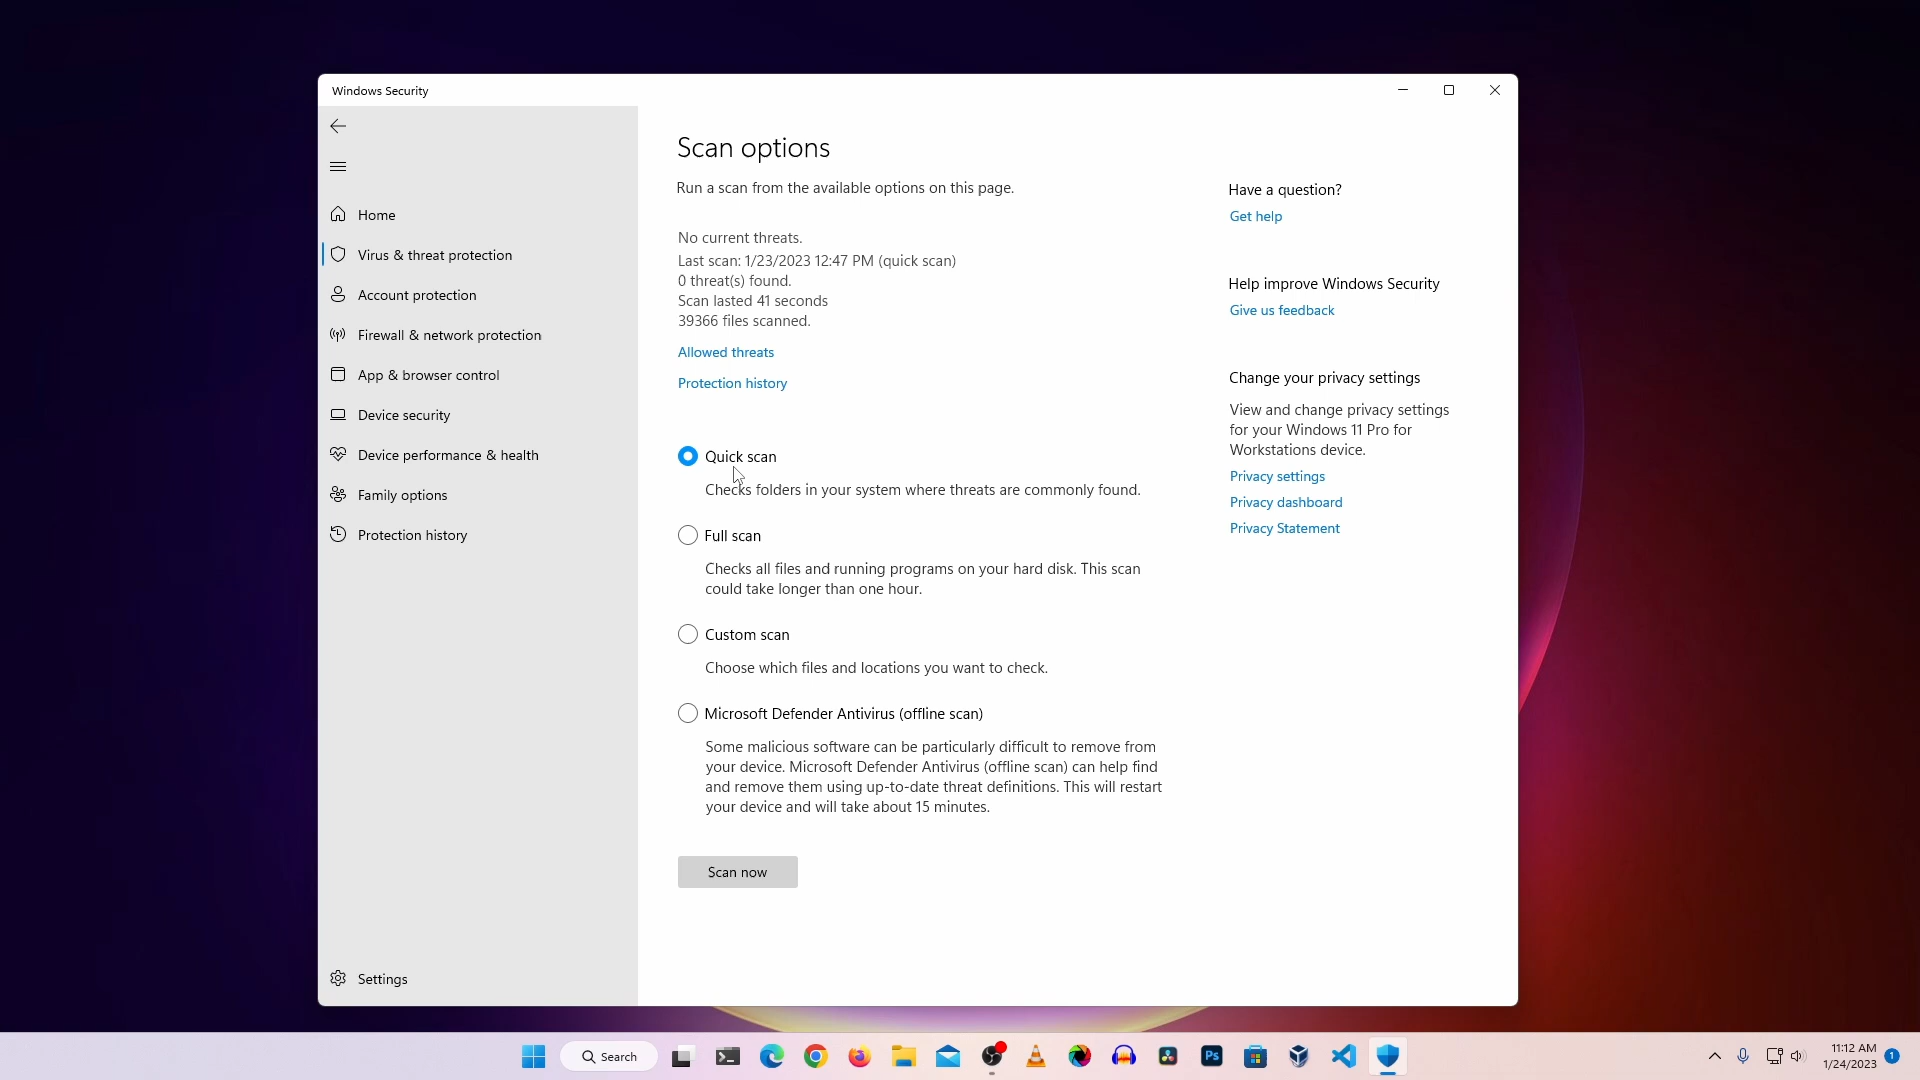 Windows Security
Home
Virus & threat protection
Account protection
Firewall & network protection
App & browser control
Device security
Device performance & health
Family options
Protection history
Settings
Scan options
Run a scan from the available options on this page.
No current threats.
Last scan: 1/23/2023 12:47 PM (quick scan)
0 threat(s) found.
Scan lasted 41 seconds
39366 files scanned.
Allowed threats
Protection history
Quick scan
Checks folders in your system where threats are commonly found.
Full scan
Checks all files and running programs on your hard disk. This scan
could take longer than one hour.
Custom scan
Choose which files and locations you want to check.
Microsoft Defender Antivirus (offline scan)
Some malicious software can be particularly difficult to remove from
your device. Microsoft Defender Antivirus (offline scan) can help find
and remove them using up-to-date threat definitions. This will restart
your device and will take about 15 minutes.
Scan now
Have a question?
Get help
Help improve Windows Security
Give us feedback
Change your privacy settings
View and change privacy settings
for your Windows 11 Pro for
Workstations device.
Privacy settings
Privacy dashboard
Privacy Statement
Search
Ps
11:12 AM
1/24/2023
1